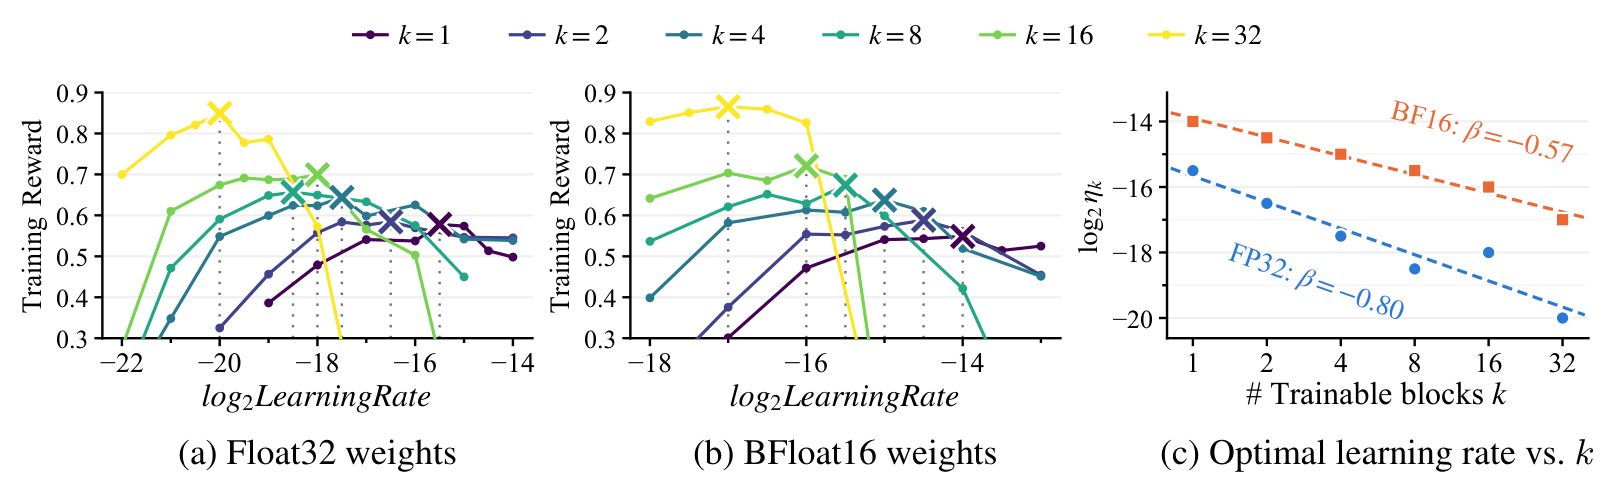 k=1 k=2 k=4 k=8 k=16 k=32
Training Reward
0.9
0.8
0.7
0.6
0.5
0.4
0.3
−22 −20 −18 −16 −14
log₂LearningRate
(a) Float32 weights
Training Reward
0.9
0.8
0.7
0.6
0.5
0.4
0.3
−18 −16 −14
log₂LearningRate
(b) BFloat16 weights
log₂ ηₖ
−14
−16
−18
−20
BF16: β=−0.57
FP32: β=−0.80
1 2 4 8 16 32
# Trainable blocks k
(c) Optimal learning rate vs. k